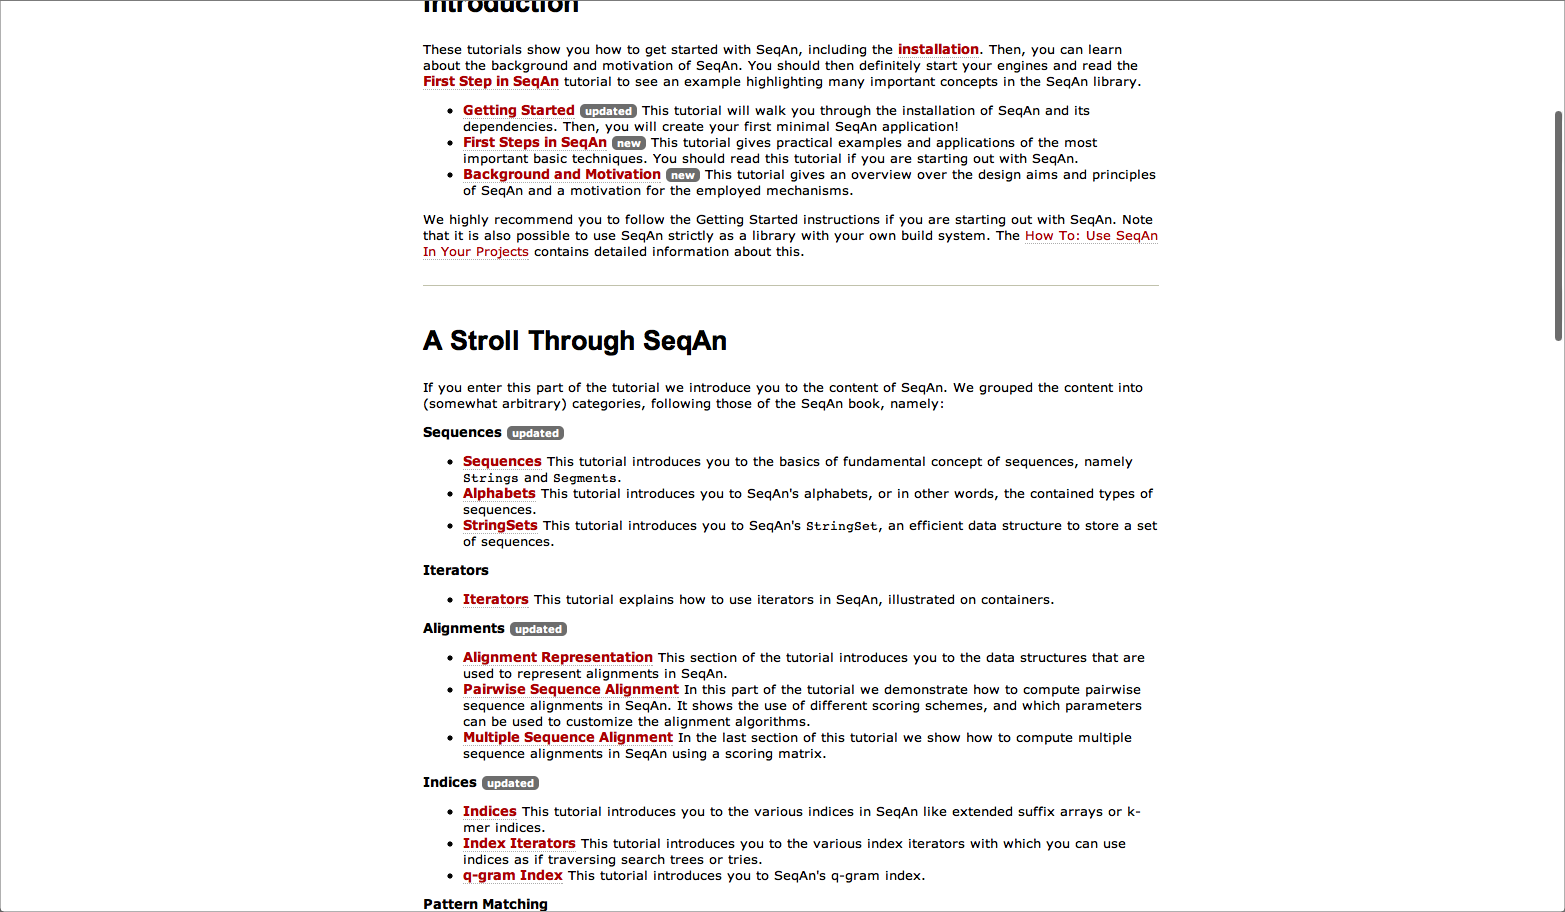 Introduction
These tutorials show you how to get started with SeqAn, including the installation. Then, you can learn
about the background and motivation of SeqAn. You should then definitely start your engines and read the
First Step in SeqAn tutorial to see an example highlighting many important concepts in the SeqAn library.
• Getting Started updated This tutorial will walk you through the installation of SeqAn and its
dependencies. Then, you will create your first minimal SeqAn application!
• First Steps in SeqAn new This tutorial gives practical examples and applications of the most
important basic techniques. You should read this tutorial if you are starting out with SeqAn.
• Background and Motivation new This tutorial gives an overview over the design aims and principles
of SeqAn and a motivation for the employed mechanisms.
We highly recommend you to follow the Getting Started instructions if you are starting out with SeqAn. Note
that it is also possible to use SeqAn strictly as a library with your own build system. The How To: Use SeqAn
In Your Projects contains detailed information about this.
A Stroll Through SeqAn
If you enter this part of the tutorial we introduce you to the content of SeqAn. We grouped the content into
(somewhat arbitrary) categories, following those of the SeqAn book, namely:
Sequences updated
• Sequences This tutorial introduces you to the basics of fundamental concept of sequences, namely
Strings and Segments.
• Alphabets This tutorial introduces you to SeqAn's alphabets, or in other words, the contained types of
sequences.
• StringSets This tutorial introduces you to SeqAn's StringSet, an efficient data structure to store a set
of sequences.
Iterators
• Iterators This tutorial explains how to use iterators in SeqAn, illustrated on containers.
Alignments updated
• Alignment Representation This section of the tutorial introduces you to the data structures that are
used to represent alignments in SeqAn.
• Pairwise Sequence Alignment In this part of the tutorial we demonstrate how to compute pairwise
sequence alignments in SeqAn. It shows the use of different scoring schemes, and which parameters
can be used to customize the alignment algorithms.
• Multiple Sequence Alignment In the last section of this tutorial we show how to compute multiple
sequence alignments in SeqAn using a scoring matrix.
Indices updated
• Indices This tutorial introduces you to the various indices in SeqAn like extended suffix arrays or k-
mer indices.
• Index Iterators This tutorial introduces you to the various index iterators with which you can use
indices as if traversing search trees or tries.
• q-gram Index This tutorial introduces you to SeqAn's q-gram index.
Pattern Matching